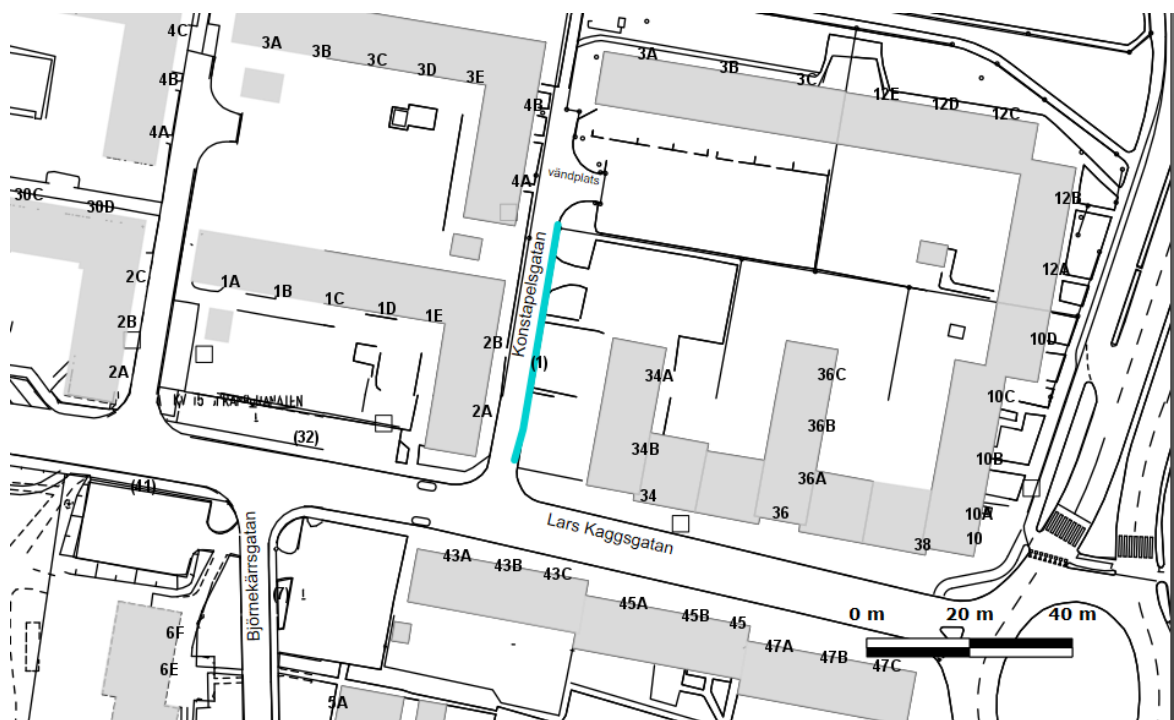 4C
3A
3B
3C
3D
3E
3A
3B
3C
12E
12D
12C
4B
4B
4A
4A
vändplats
30C
30D
12B
2C
1A
1B
1C
1D
1E
12A
2B
2B
Konstapelsgatan
(1)
10D
2A
34A
36C
10C
2A
(32)
34B
36B
10B
36A
(41)
34
36
10A
10
38
Lars Kaggsgatan
Björnekärrsgatan
43A
43B
43C
45A
45B
45
(7)
0 m
20 m
40 m
6F
6E
47A
47B
47C
5A